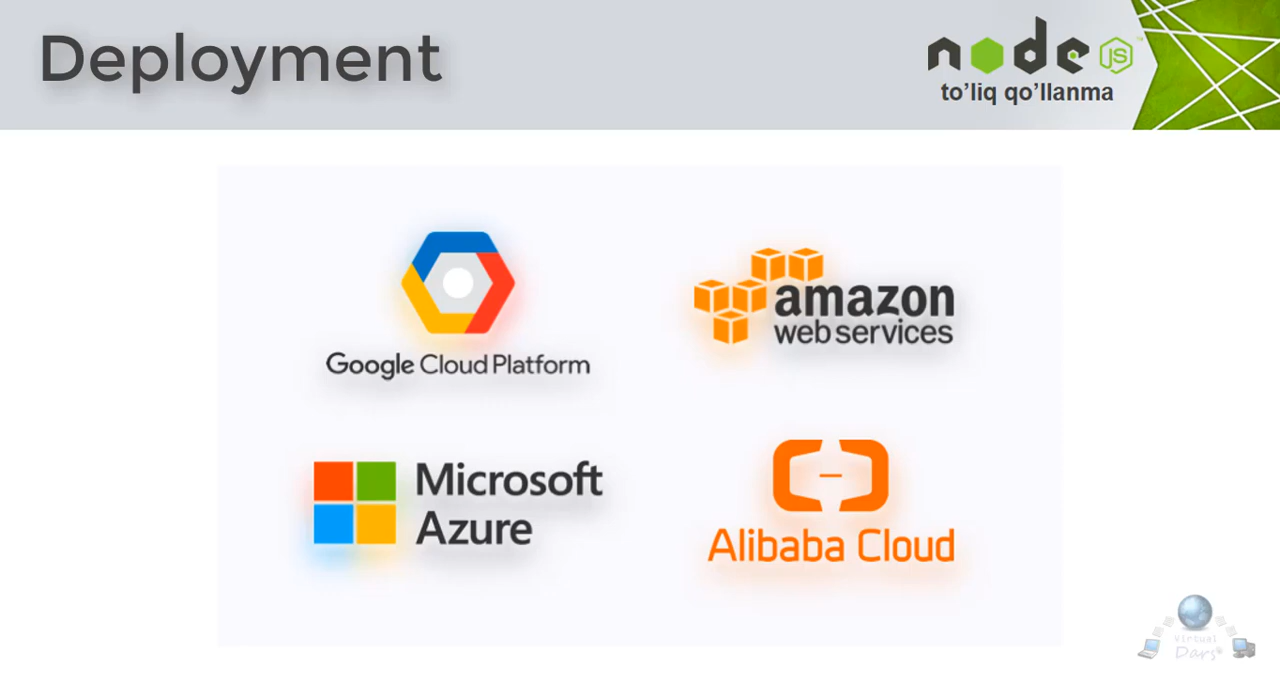 Deployment
node JS
to'liq qo'llanma
Google Cloud Platform
amazon
web services
Microsoft
Azure
Alibaba Cloud
Virtual
Dars